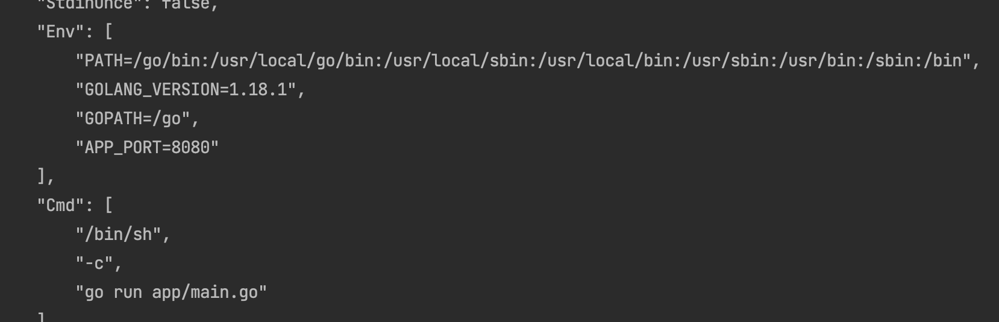 "StdinOnce": false,
"Env": [
"PATH=/go/bin:/usr/local/go/bin:/usr/local/sbin:/usr/local/bin:/usr/sbin:/usr/bin:/sbin:/bin",
"GOLANG_VERSION=1.18.1",
"GOPATH=/go",
"APP_PORT=8080"
],
"Cmd": [
"/bin/sh",
"-c",
"go run app/main.go"
]